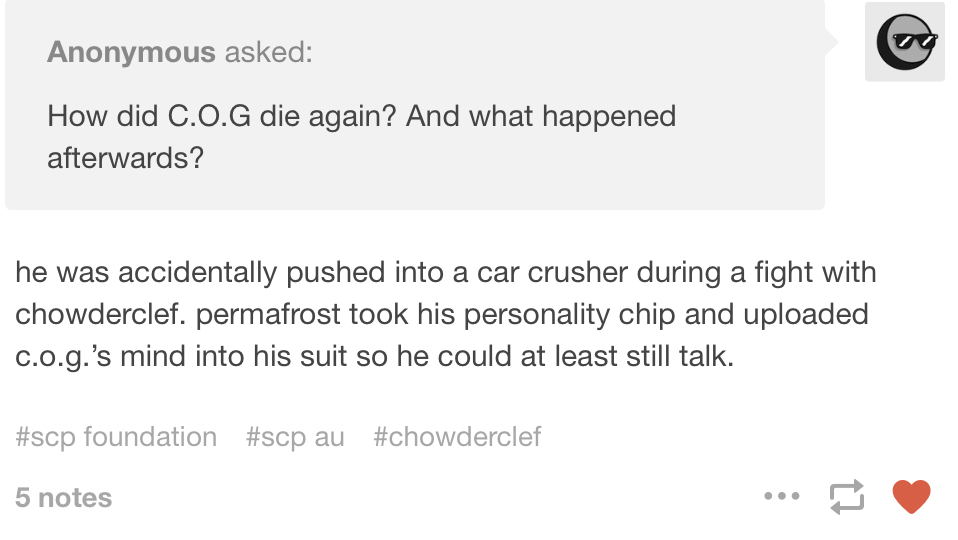 Anonymous asked:
How did C.O.G die again? And what happened
afterwards?
he was accidentally pushed into a car crusher during a fight with
chowderclef. permafrost took his personality chip and uploaded
c.o.g.’s mind into his suit so he could at least still talk.
#scp foundation #scp au #chowderclef
5 notes